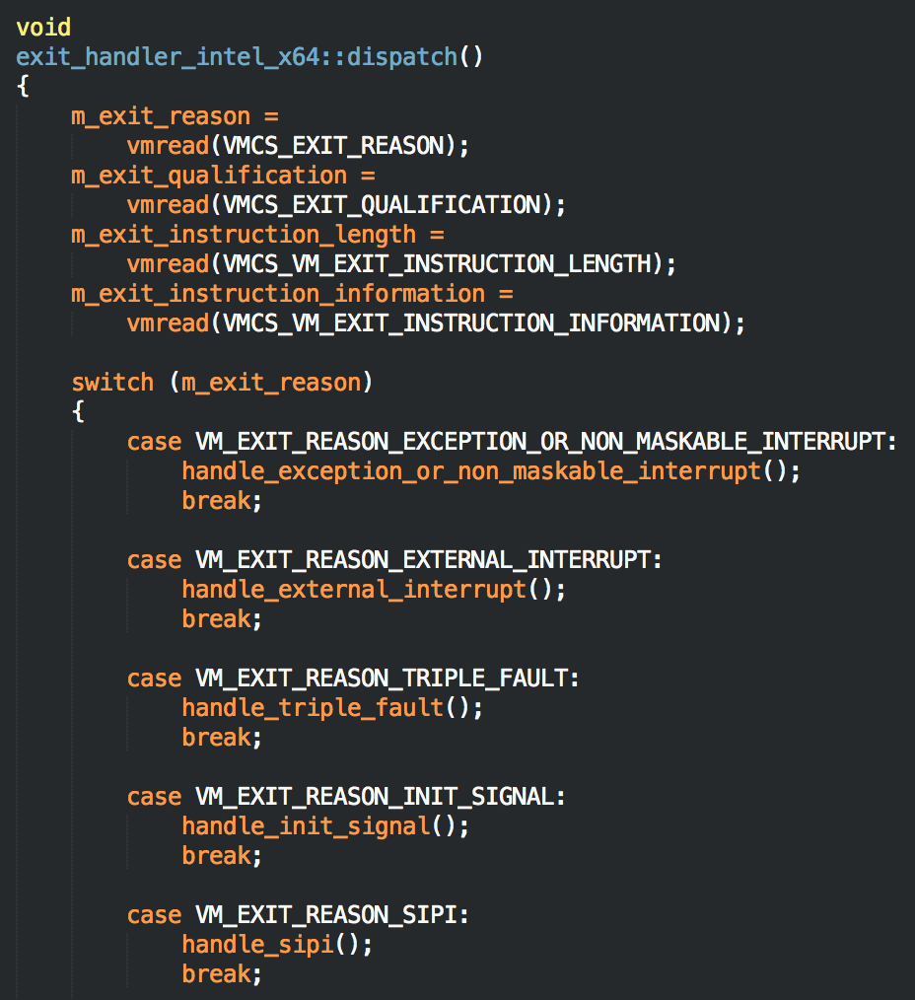 void
exit_handler_intel_x64::dispatch()
{
    m_exit_reason =
        vmread(VMCS_EXIT_REASON);
    m_exit_qualification =
        vmread(VMCS_EXIT_QUALIFICATION);
    m_exit_instruction_length =
        vmread(VMCS_VM_EXIT_INSTRUCTION_LENGTH);
    m_exit_instruction_information =
        vmread(VMCS_VM_EXIT_INSTRUCTION_INFORMATION);

    switch (m_exit_reason)
    {
        case VM_EXIT_REASON_EXCEPTION_OR_NON_MASKABLE_INTERRUPT:
            handle_exception_or_non_maskable_interrupt();
            break;

        case VM_EXIT_REASON_EXTERNAL_INTERRUPT:
            handle_external_interrupt();
            break;

        case VM_EXIT_REASON_TRIPLE_FAULT:
            handle_triple_fault();
            break;

        case VM_EXIT_REASON_INIT_SIGNAL:
            handle_init_signal();
            break;

        case VM_EXIT_REASON_SIPI:
            handle_sipi();
            break;